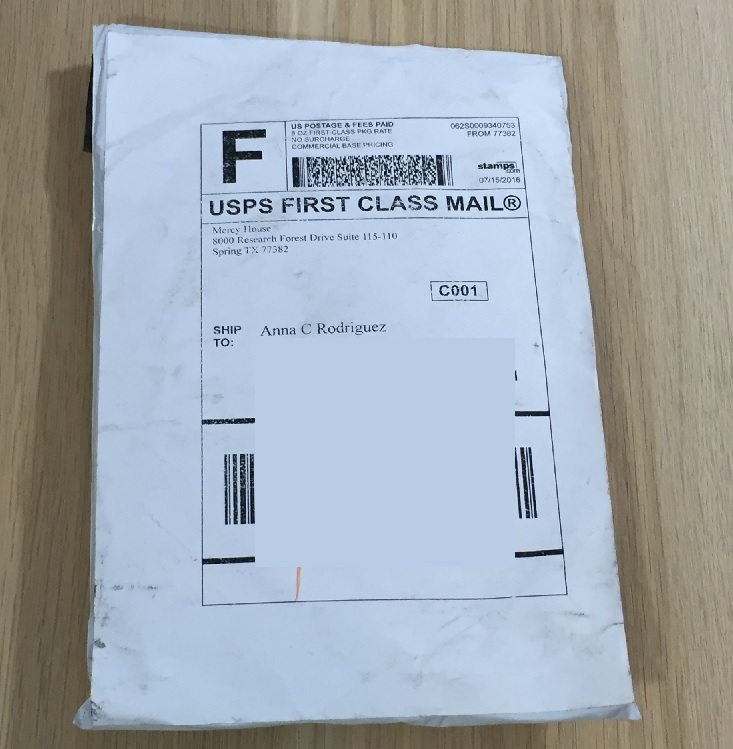 F
US POSTAGE & FEES PAID
8 OZ FIRST CLASS PKG RATE
NO SURCHARGE
COMMERCIAL BASE PRICING
062S0009340753
FROM 77382
stamps.com
07/15/2016
USPS FIRST CLASS MAIL®
Mercy House
8000 Research Forest Drive Suite 115-110
Spring TX 77382
C001
SHIP TO:
Anna C Rodriguez